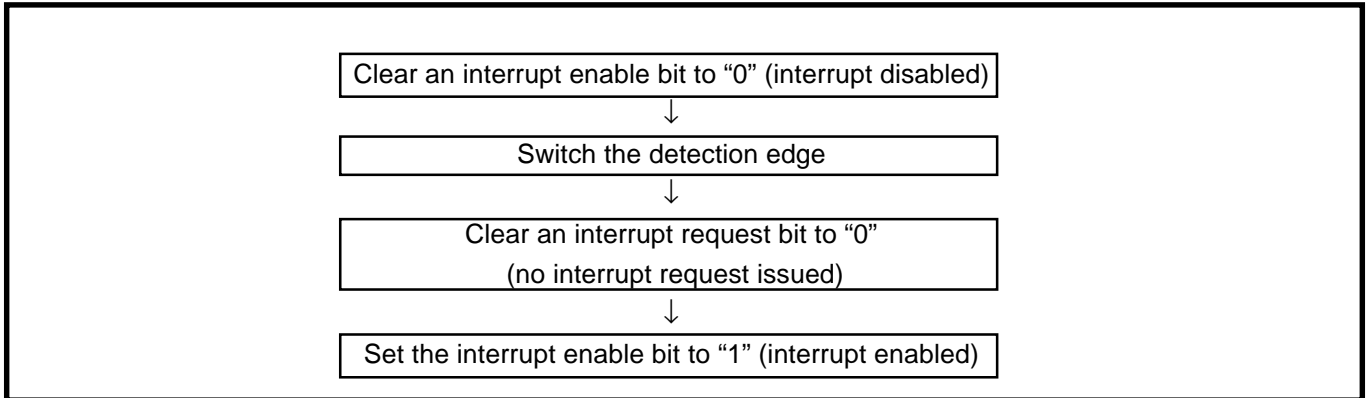 Clear an interrupt enable bit to “0” (interrupt disabled)
↓
Switch the detection edge
↓
Clear an interrupt request bit to “0”
(no interrupt request issued)
↓
Set the interrupt enable bit to “1” (interrupt enabled)